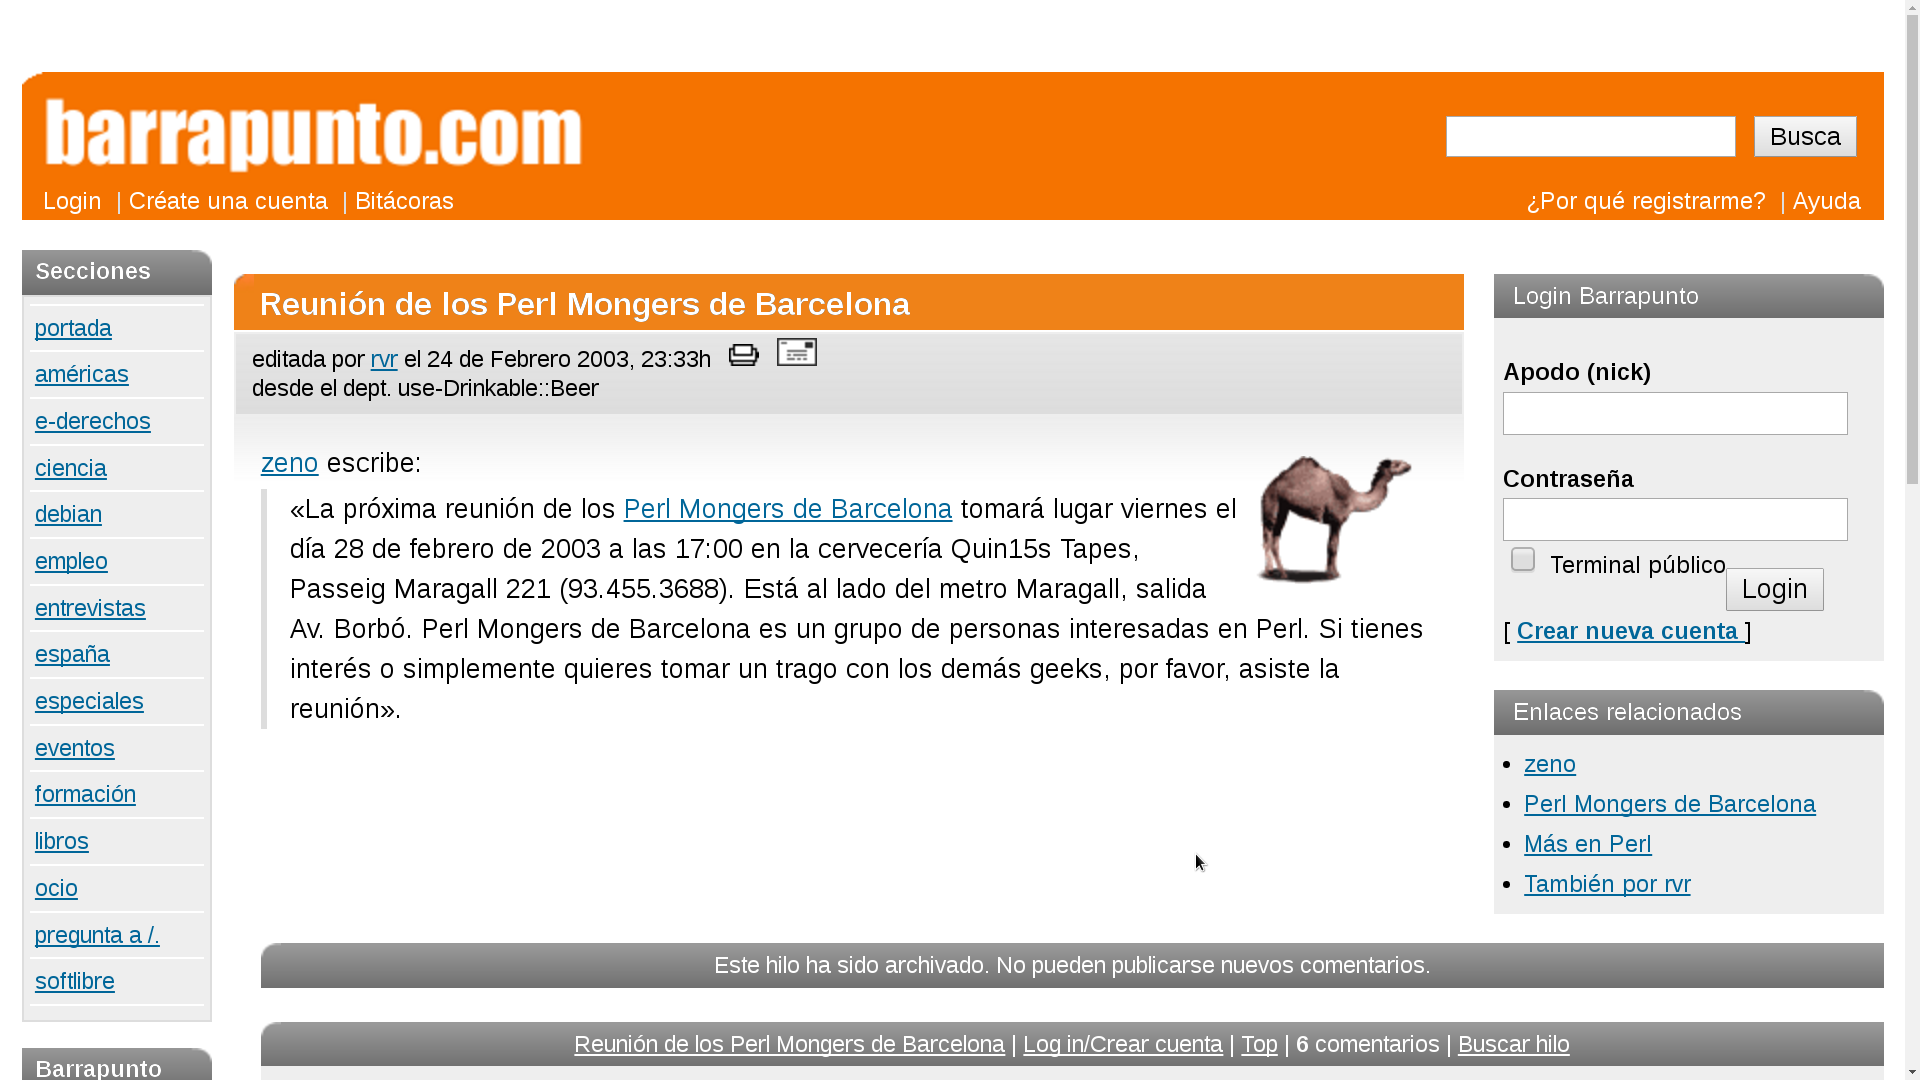 barrapunto.com
Busca
Login | Créate una cuenta | Bitácoras
¿Por qué registrarme? | Ayuda
Secciones
portada
américas
e-derechos
ciencia
debian
empleo
entrevistas
españa
especiales
eventos
formación
libros
ocio
pregunta a /.
softlibre
Barrapunto
Reunión de los Perl Mongers de Barcelona
editada por rvr el 24 de Febrero 2003, 23:33h
desde el dept. use-Drinkable::Beer
zeno escribe:
«La próxima reunión de los Perl Mongers de Barcelona tomará lugar viernes el
día 28 de febrero de 2003 a las 17:00 en la cervecería Quin15s Tapes,
Passeig Maragall 221 (93.455.3688). Está al lado del metro Maragall, salida
Av. Borbó. Perl Mongers de Barcelona es un grupo de personas interesadas en Perl. Si tienes
interés o simplemente quieres tomar un trago con los demás geeks, por favor, asiste la
reunión».
Login Barrapunto
Apodo (nick)
Contraseña
Terminal público
Login
[ Crear nueva cuenta ]
Enlaces relacionados
zeno
Perl Mongers de Barcelona
Más en Perl
También por rvr
Este hilo ha sido archivado. No pueden publicarse nuevos comentarios.
Reunión de los Perl Mongers de Barcelona | Log in/Crear cuenta | Top | 6 comentarios | Buscar hilo